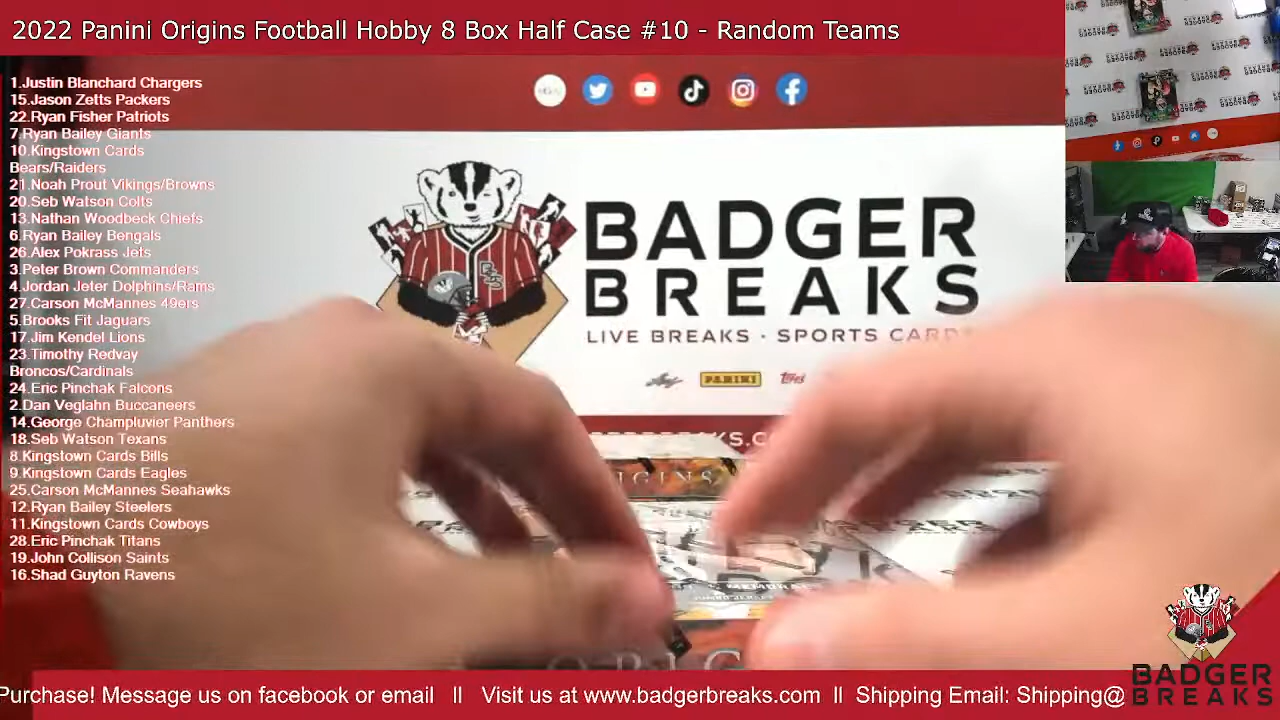 2022 Panini Origins Football Hobby 8 Box Half Case #10 - Random Teams
1.Justin Blanchard Chargers
15.Jason Zetts Packers
22.Ryan Fisher Patriots
7.Ryan Bailey Giants
10.Kingstown Cards
Bears/Raiders
21.Noah Prout Vikings/Browns
20.Seb Watson Colts
13.Nathan Woodbeck Chiefs
6.Ryan Bailey Bengals
26.Alex Pokrass Jets
3.Peter Brown Commanders
4.Jordan Jeter Dolphins/Rams
27.Carson McMannes 49ers
5.Brooks Fit Jaguars
17.Jim Kendel Lions
23.Timothy Redvay
Broncos/Cardinals
24.Eric Pinchak Falcons
2.Dan Veglahn Buccaneers
14.George Champluvier Panthers
18.Seb Watson Texans
8.Kingstown Cards Bills
9.Kingstown Cards Eagles
25.Carson McMannes Seahawks
12.Ryan Bailey Steelers
11.Kingstown Cards Cowboys
28.Eric Pinchak Titans
19.John Collison Saints
16.Shad Guyton Ravens
BADGER
BREAKS
LIVE BREAKS · SPORTS CARDS
PANINI
Topps
Purchase! Message us on facebook or email ll Visit us at www.badgerbreaks.com ll Shipping Email: Shipping@
BADGER
BREAKS